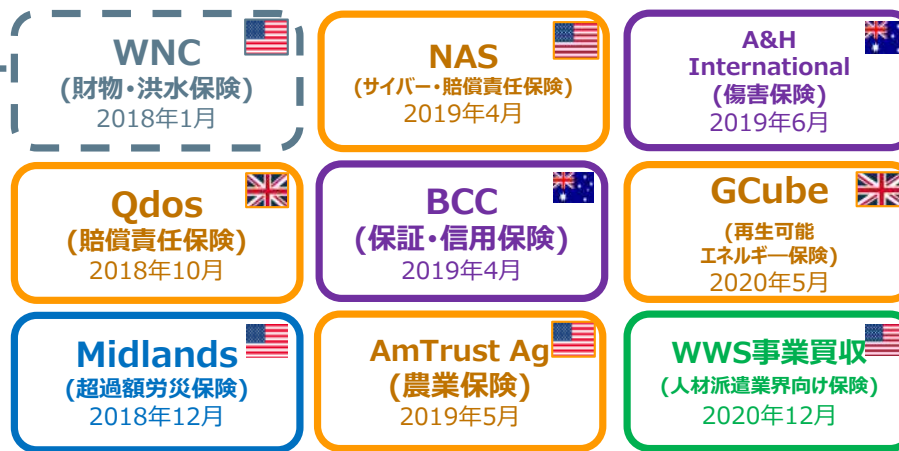 WNC
(財物・洪水保険)
2018年1月
NAS
(サイバー・賠償責任保険)
2019年4月
A&H
International
(傷害保険)
2019年6月
Qdos
(賠償責任保険)
2018年10月
BCC
(保証・信用保険)
2019年4月
GCube
(再生可能
エネルギー保険)
2020年5月
Midlands
(超過額労災保険)
2018年12月
AmTrust Ag
(農業保険)
2019年5月
WWS事業買収
(人材派遣業界向け保険)
2020年12月